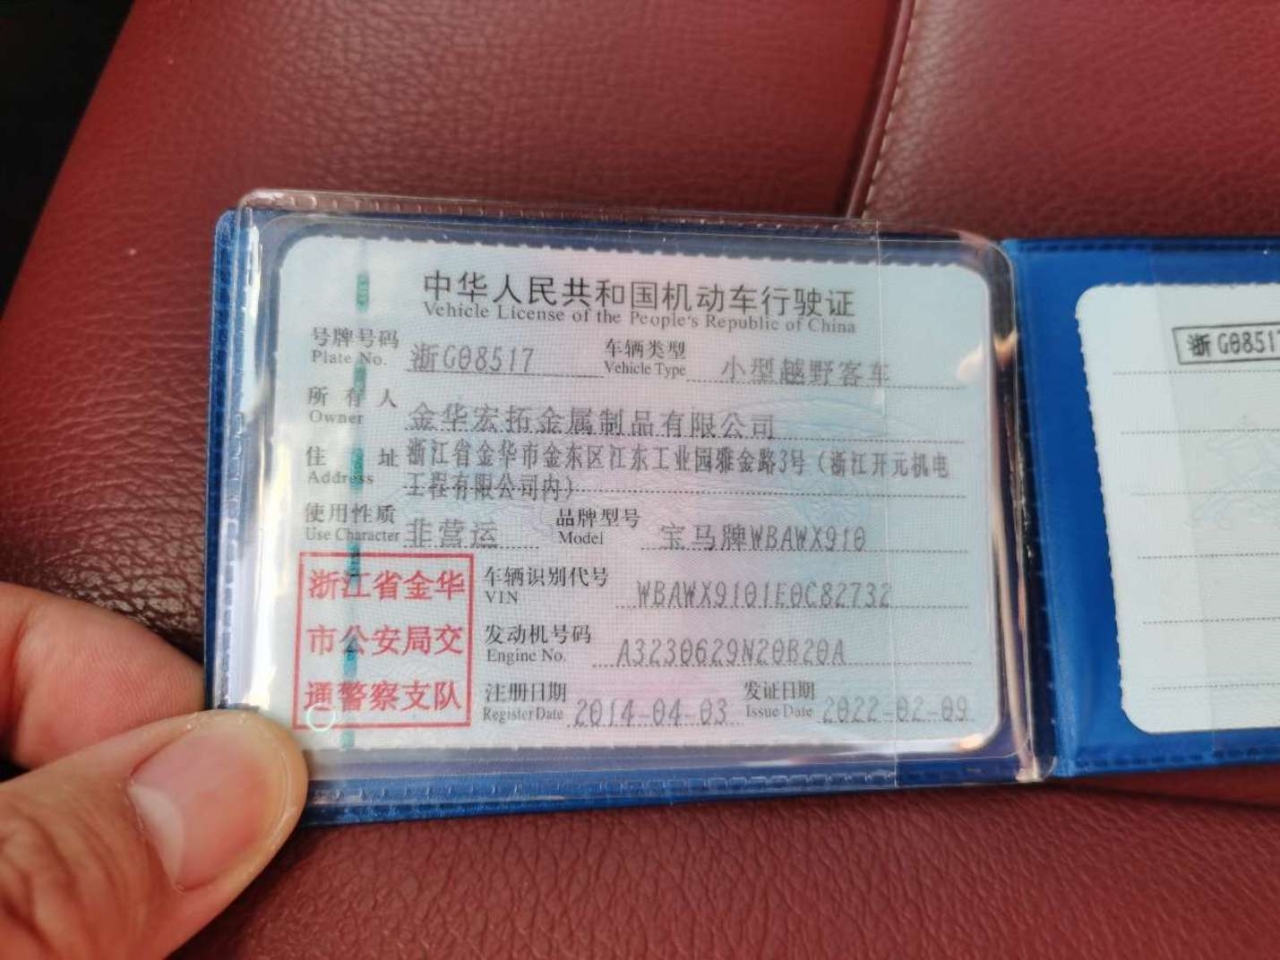 中华人民共和国机动车行驶证
Vehicle License of the People's Republic of China
号牌号码 浙G08517 车辆类型 小型越野客车
Plate No. Vehicle Type
所有人 金华宏拓金属制品有限公司
Owner
住址 浙江省金华市金东区江东工业园雅金路3号（浙江开元机电
Address 工程有限公司内）
使用性质 非营运 品牌型号 宝马牌WBAWX910
Use Character Model
浙江省金华
市公安局交
通警察支队
车辆识别代号 WBAWX9101E0C82732
VIN
发动机号码 A3230629N20B20A
Engine No.
注册日期 2014-04-03 发证日期 2022-02-09
Register Date Issue Date
浙G08517